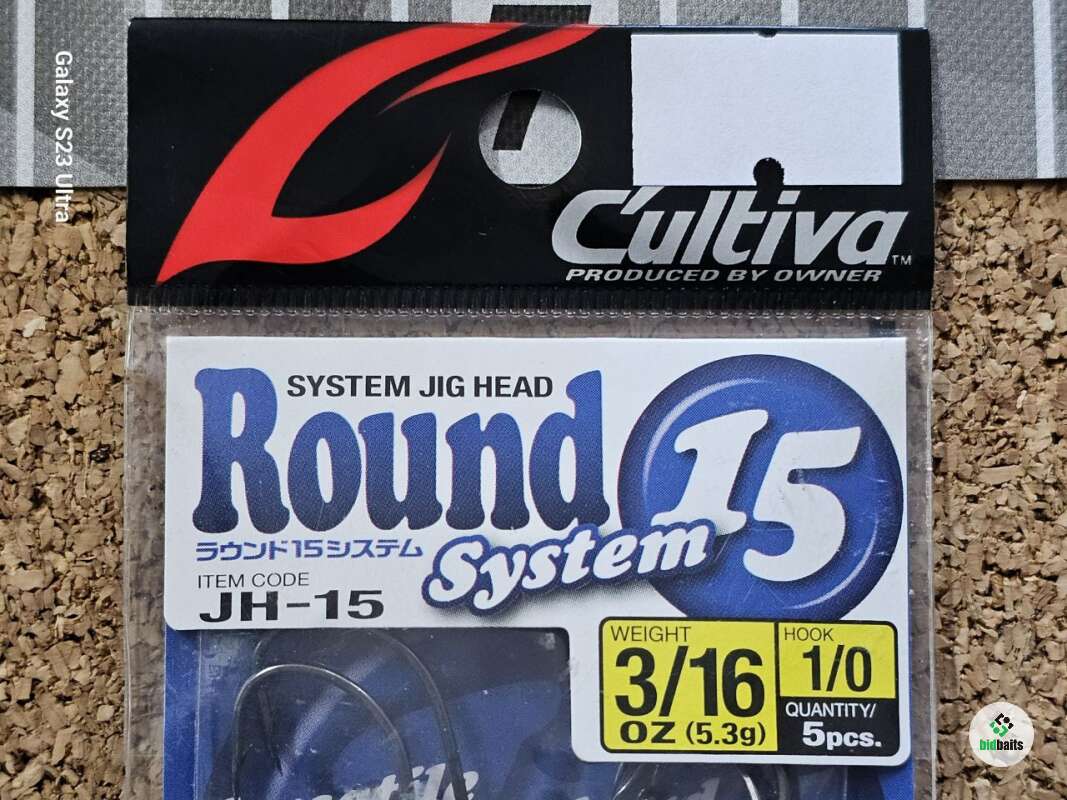 Galaxy S23 Ultra
C'ultiva™
PRODUCED BY OWNER
SYSTEM JIG HEAD
Round 15
System
ラウンド15システム
ITEM CODE
JH-15
WEIGHT
3/16
OZ (5.3g)
HOOK
1/0
QUANTITY/
5pcs.
bidbaits